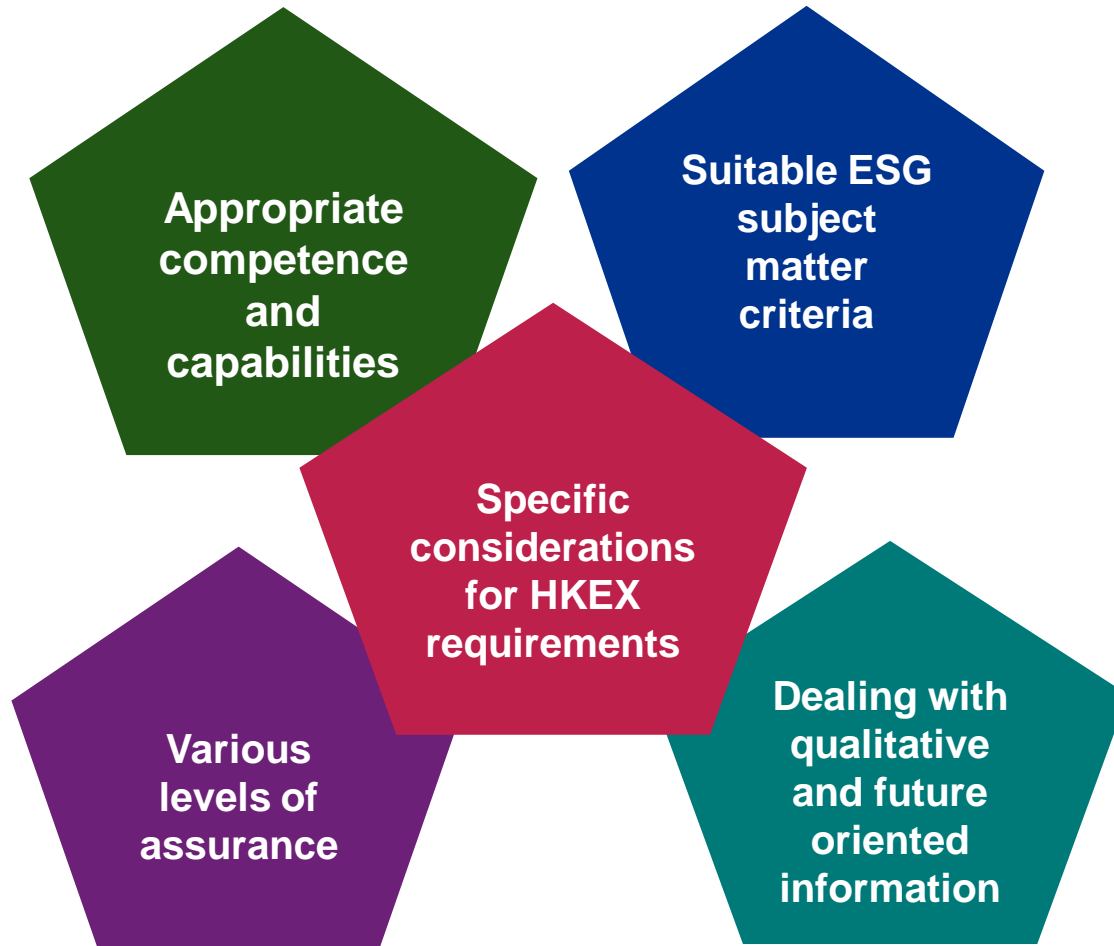 Appropriate
competence
and
capabilities
Suitable ESG
subject
matter
criteria
Specific
considerations
for HKEX
requirements
Various
levels of
assurance
Dealing with
qualitative
and future
oriented
information